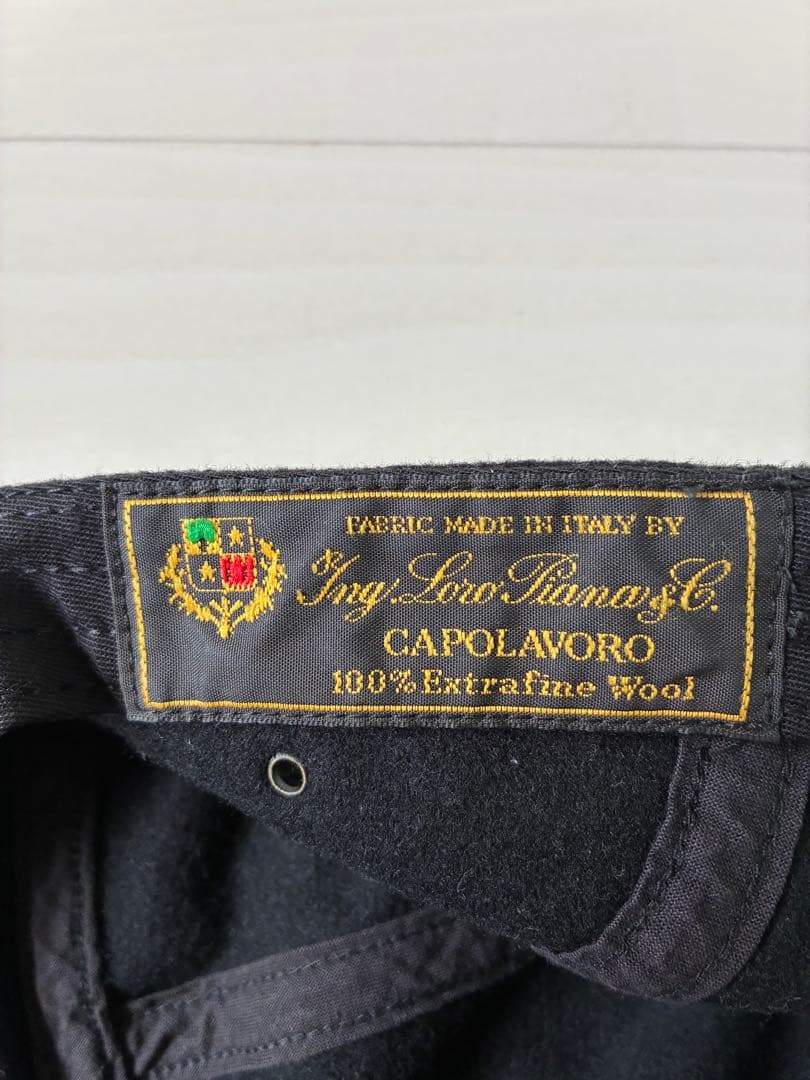 FABRIC MADE IN ITALY BY
Ing. Loro Piana & C.
CAPOLAVORO
100% Extrafine Wool